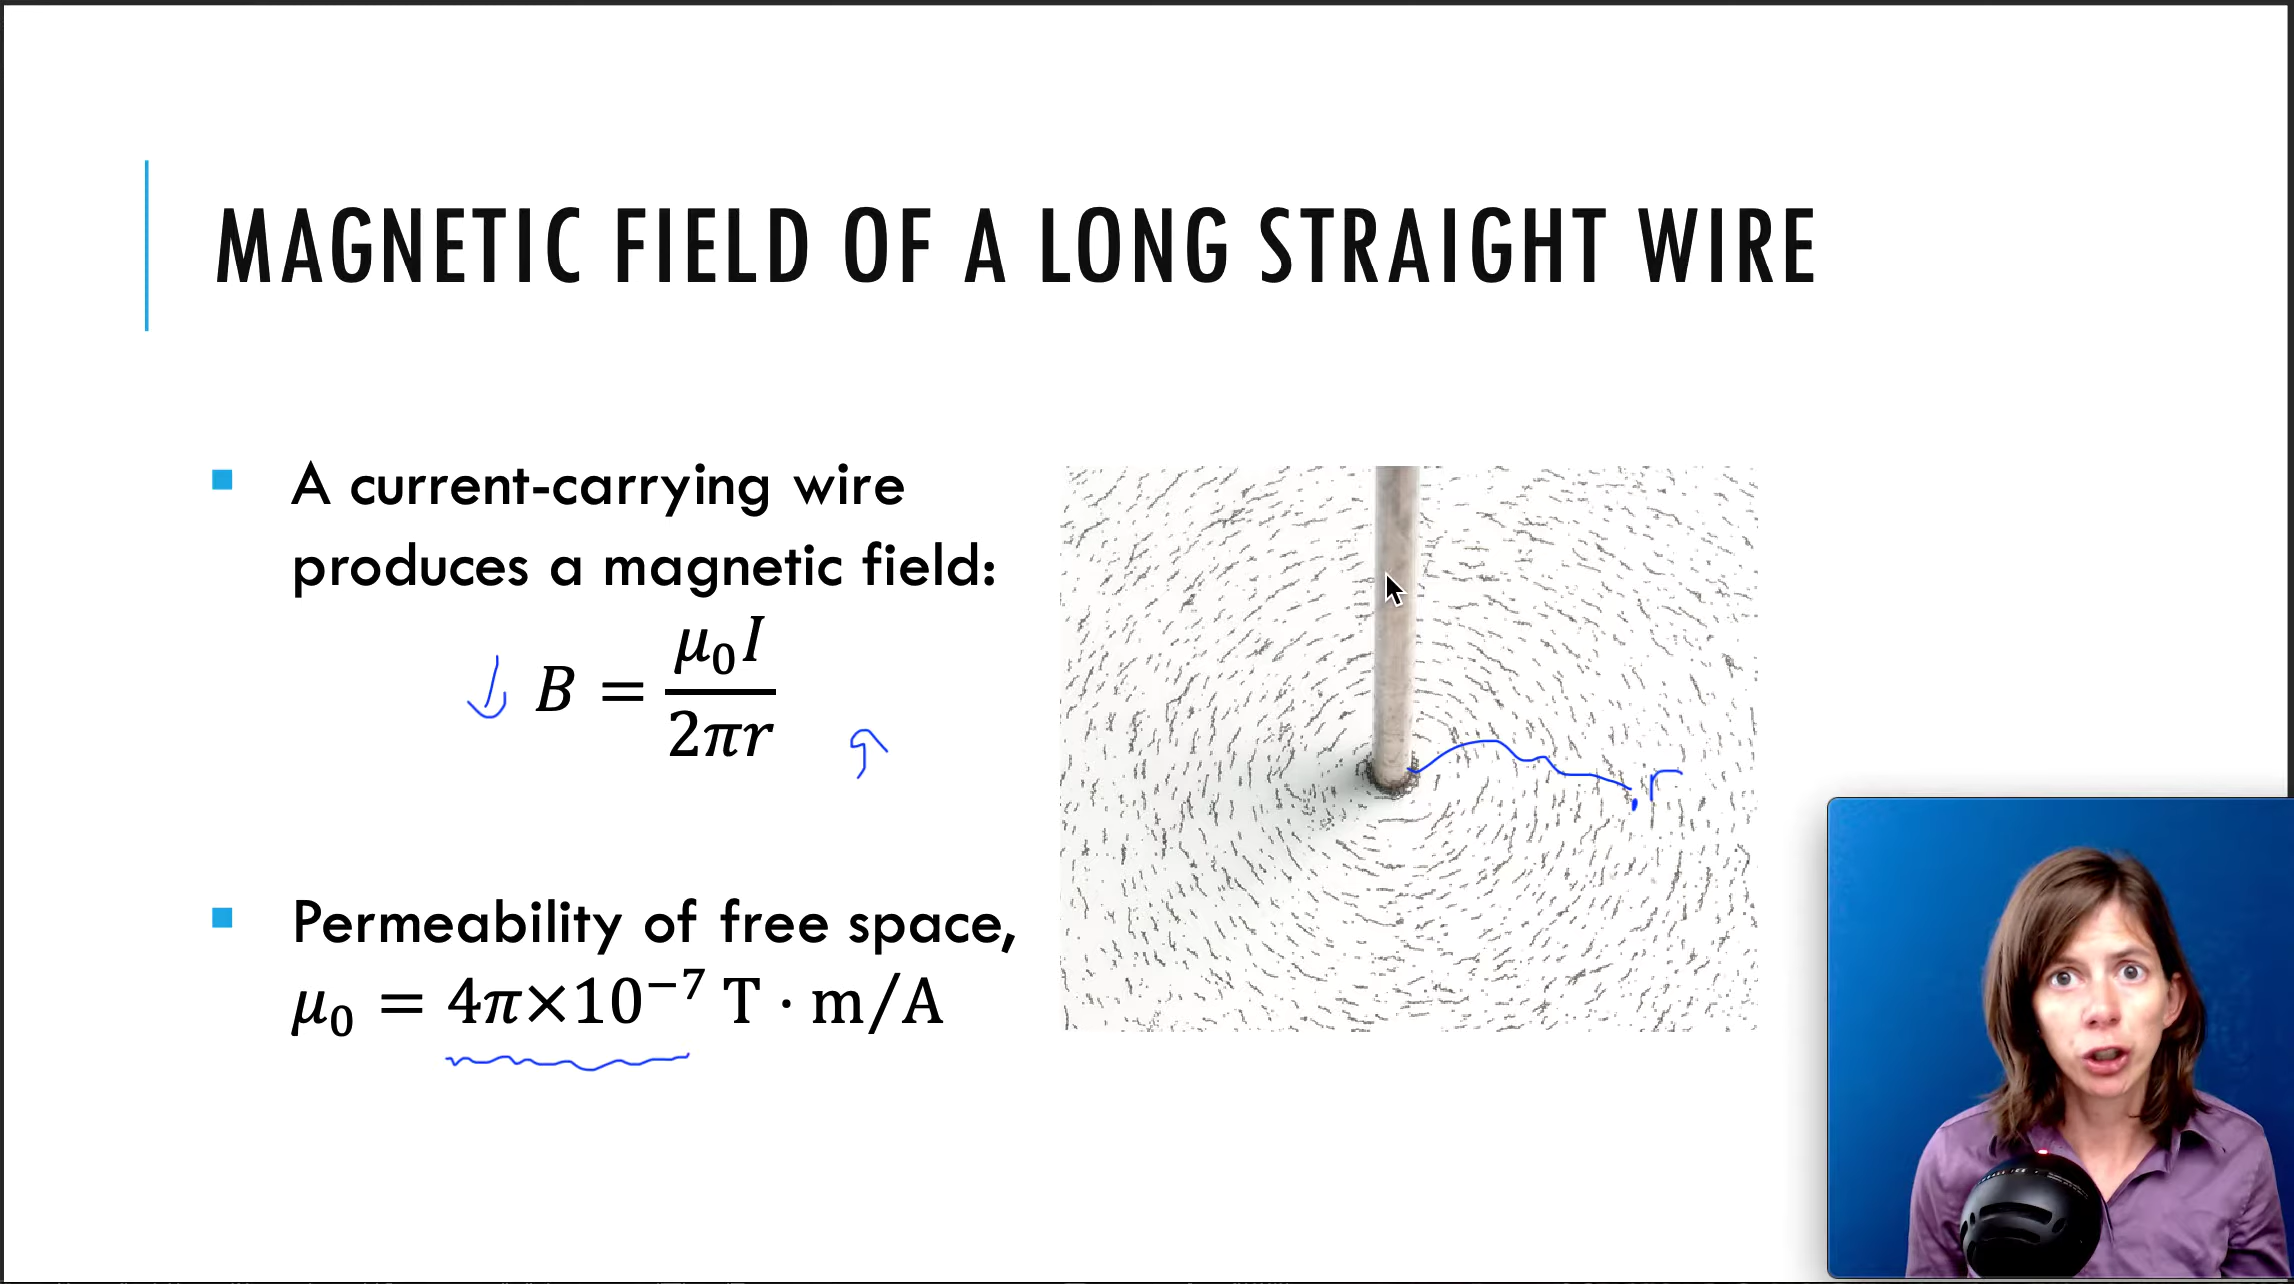 MAGNETIC FIELD OF A LONG STRAIGHT WIRE
A current-carrying wire
produces a magnetic field:
↓ B = μ₀I / 2πr ↑
r
Permeability of free space,
μ₀ = 4π×10⁻⁷ T · m/A